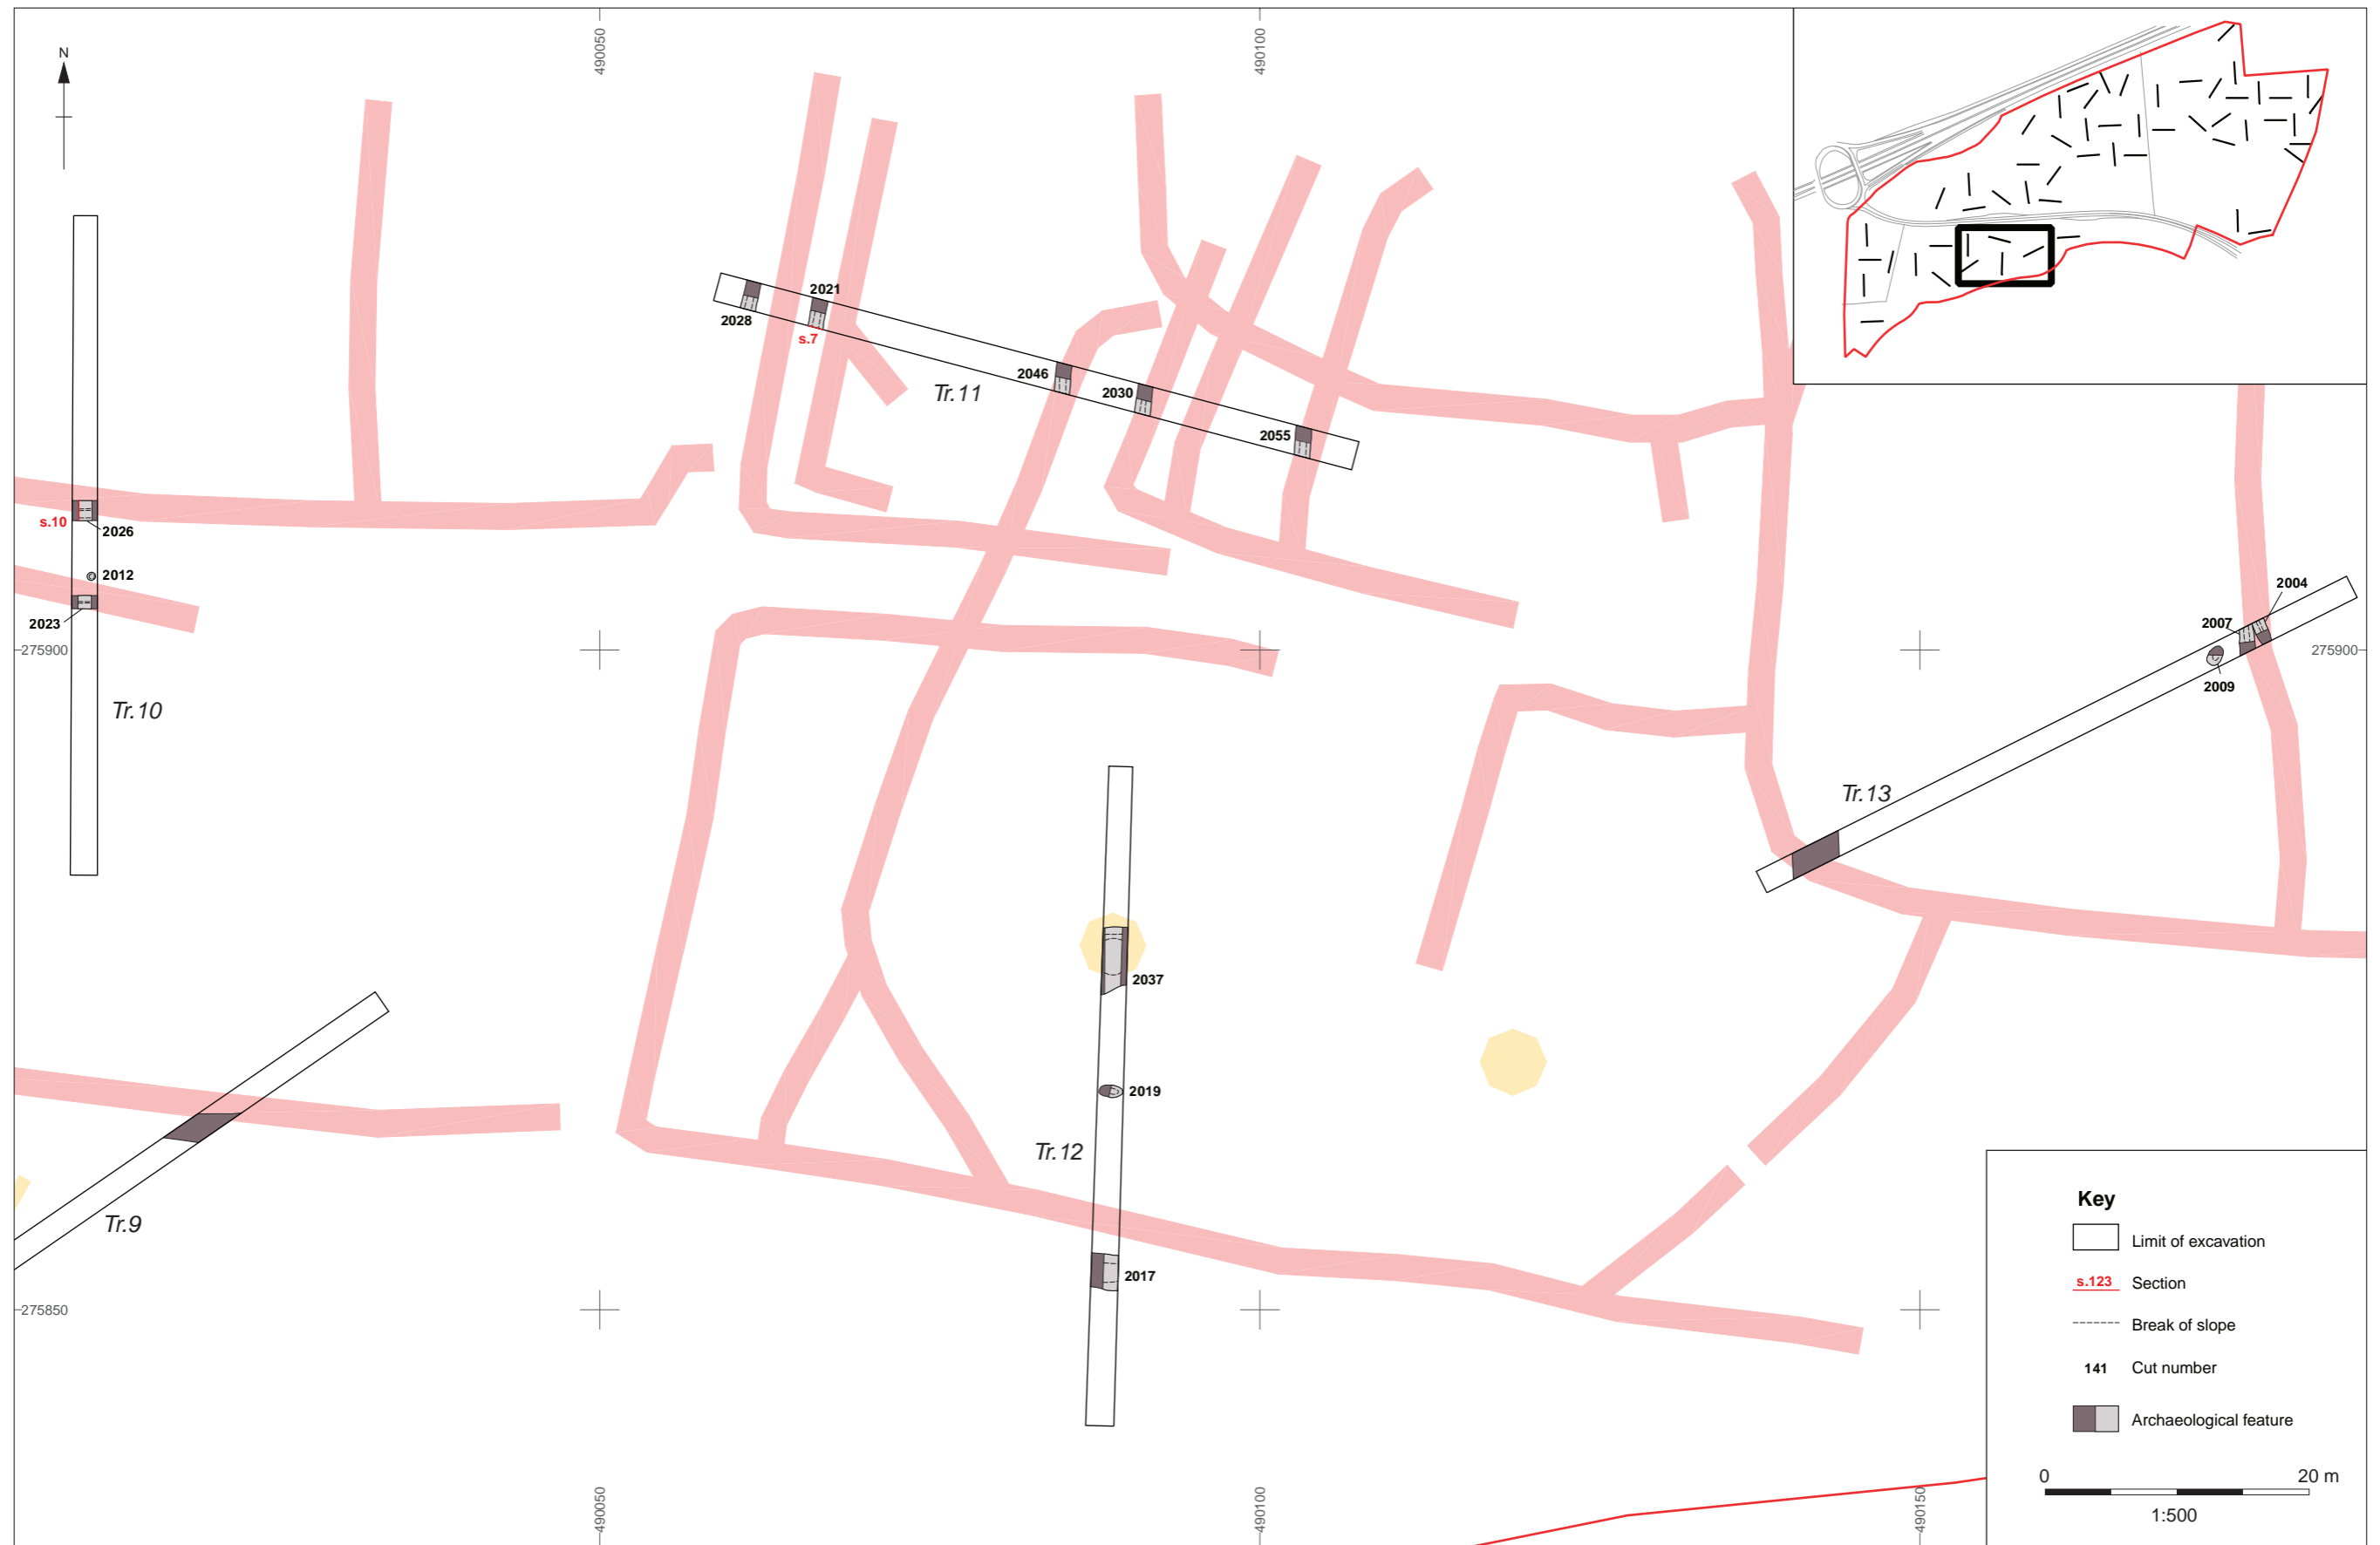 490050
490100
N
2021
2028
s.7
2046
2030
Tr.11
2055
s.10
2026
2012
2023
2004
2007
275900
275900
2009
Tr.10
Tr.13
2037
2019
Tr.12
Tr.9
2017
275850
Key
Limit of excavation
s.123 Section
Break of slope
141 Cut number
Archaeological feature
0 20 m
1:500
490050
490100
490150